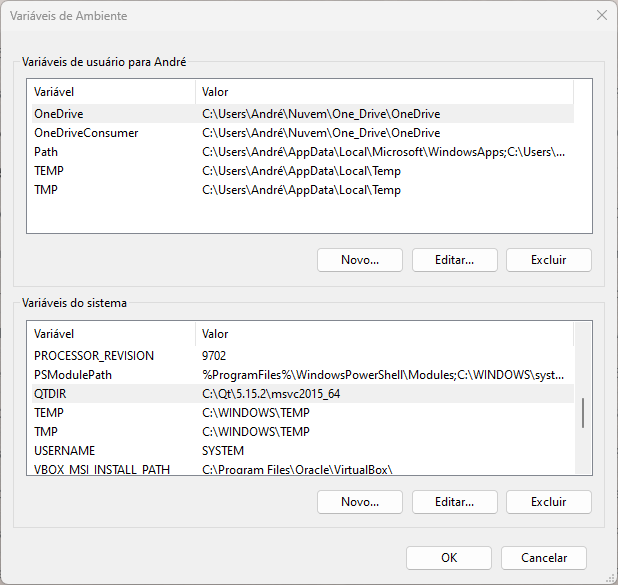 Variáveis de Ambiente
Variáveis de usuário para André
Variável Valor
OneDrive C:\Users\André\Nuvem\One_Drive\OneDrive
OneDriveConsumer C:\Users\André\Nuvem\One_Drive\OneDrive
Path C:\Users\André\AppData\Local\Microsoft\WindowsApps;C:\Users\...
TEMP C:\Users\André\AppData\Local\Temp
TMP C:\Users\André\AppData\Local\Temp
Novo... Editar... Excluir
Variáveis do sistema
Variável Valor
PROCESSOR_REVISION 9702
PSModulePath %ProgramFiles%\WindowsPowerShell\Modules;C:\WINDOWS\syst...
QTDIR C:\Qt\5.15.2\msvc2015_64
TEMP C:\WINDOWS\TEMP
TMP C:\WINDOWS\TEMP
USERNAME SYSTEM
VBOX_MSI_INSTALL_PATH C:\Program Files\Oracle\VirtualBox\
Novo... Editar... Excluir
OK Cancelar